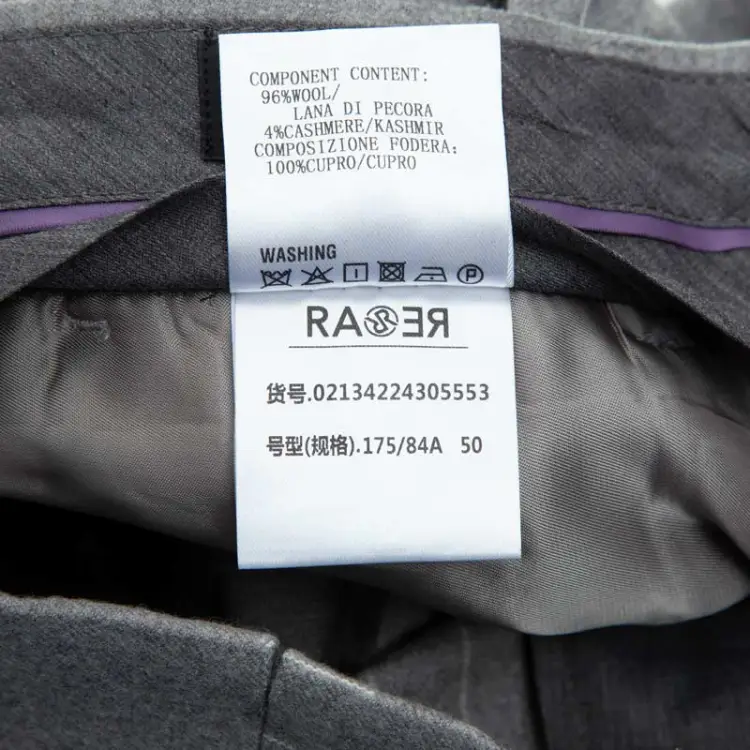 COMPONENT CONTENT:
96%WOOL/
LANA DI PECORA
4%CASHMERE/KASHMIR
COMPOSIZIONE FODERA:
100%CUPRO/CUPRO
WASHING
P
货号.02134224305553
号型(规格).175/84A 50